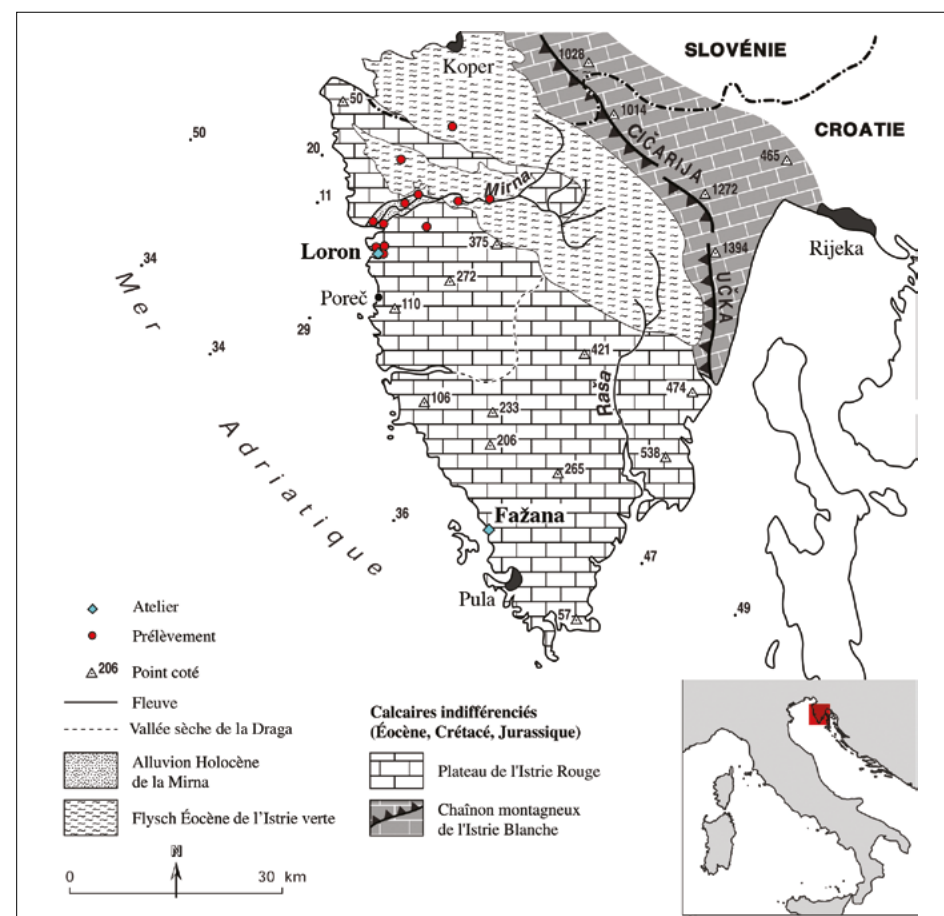 SLOVÉNIE
1028
Koper
50
1014
50
CROATIE
20
ČIČARIJA
465
Mirna
1272
11
375
Rijeka
Loron
1394
34
272
UČKA
Poreč
110
Mer
29
34
421
Raša
474
106
233
Adriatique
206
538
265
36
Fažana
47
Pula
57
49
Atelier
Prélèvement
206 Point coté
Fleuve
Vallée sèche de la Draga
Alluvion Holocène
de la Mirna
Flysch Éocène de l'Istrie verte
Calcaires indifférenciés
(Éocène, Crétacé, Jurassique)
Plateau de l'Istrie Rouge
Chaînon montagneux
de l'Istrie Blanche
N
0 30 km